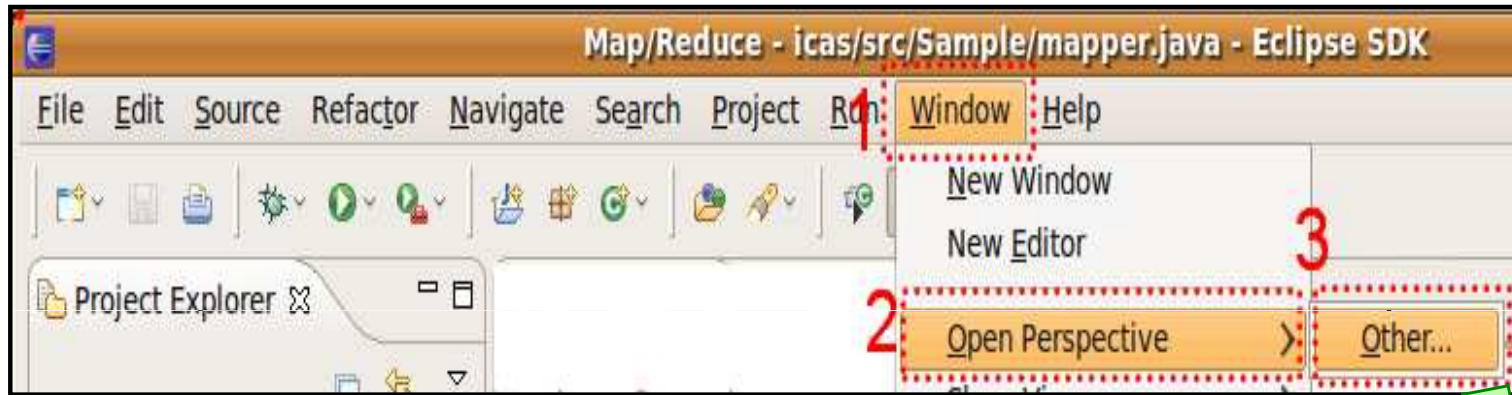 Map/Reduce - icas/src/Sample/mapper.java - Eclipse SDK
File Edit Source Refactor Navigate Search Project Run Window Help
1
New Window
New Editor
3
Project Explorer
2
Open Perspective
Other...